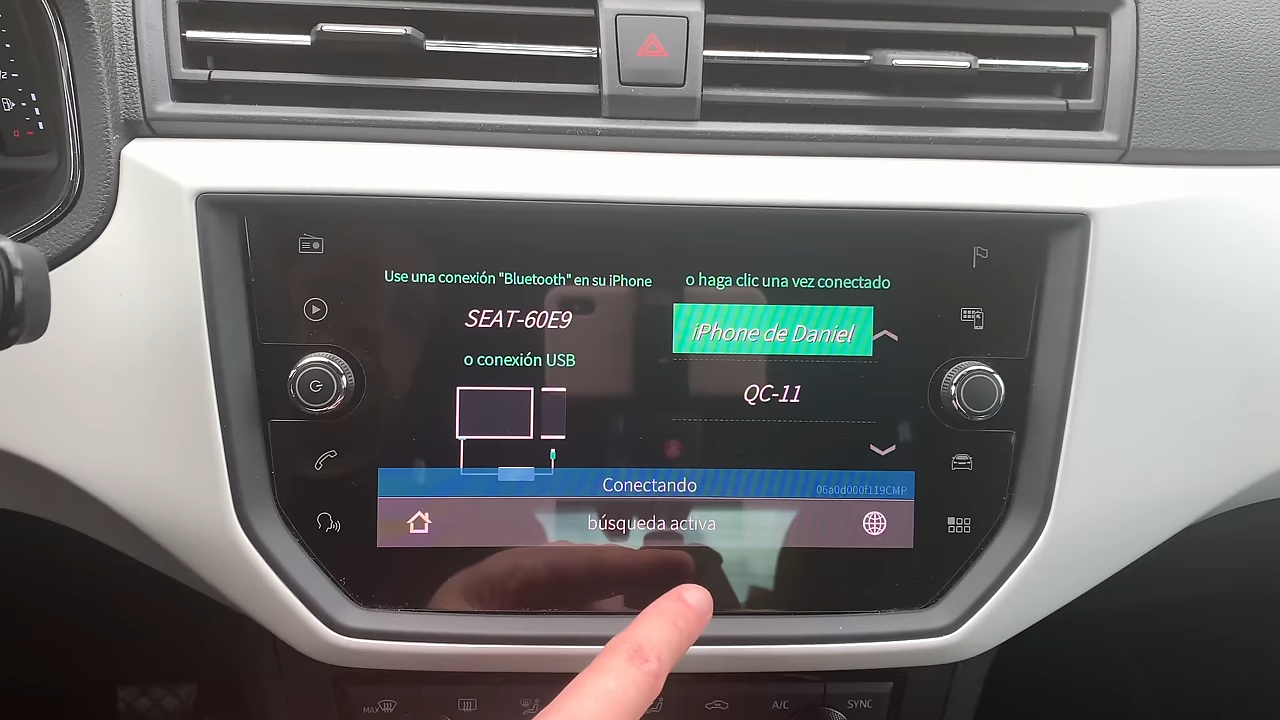 Use una conexión "Bluetooth" en su iPhone
SEAT-60E9
o conexión USB
o haga clic una vez conectado
iPhone de Daniel
QC-11
Conectando
06a0d000f119CMP
búsqueda activa
MAX
A/C
SYNC